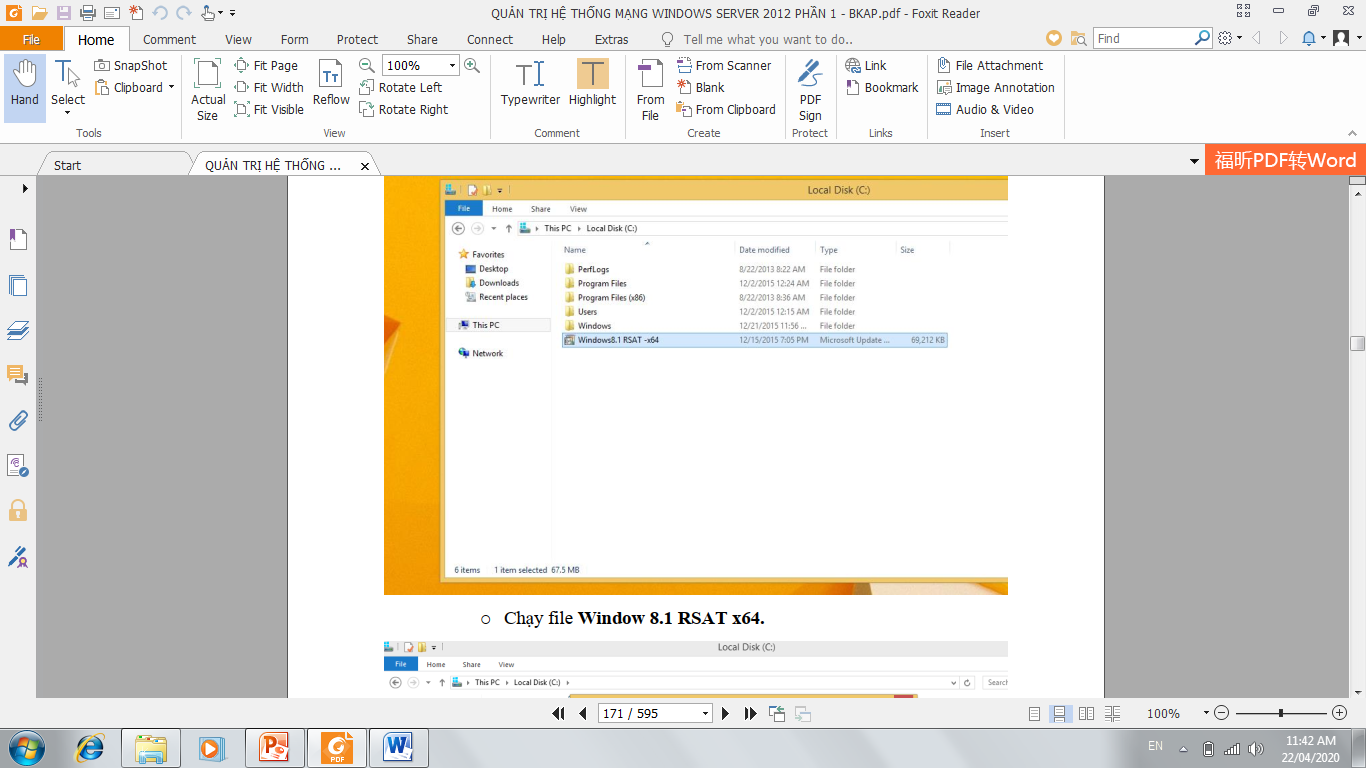 QUẢN TRỊ HỆ THỐNG MẠNG WINDOWS SERVER 2012 PHẦN 1 - BKAP.pdf - Foxit Reader
File Home Comment View Form Protect Share Connect Help Extras Tell me what you want to do.. Find
SnapShot Fit Page 100% From Scanner Link File Attachment
Clipboard Fit Width Rotate Left Blank Bookmark Image Annotation
Fit Visible Rotate Right From Clipboard Audio & Video
Hand Select Actual Size Reflow Typewriter Highlight From File PDF Sign
Tools View Comment Create Protect Links Insert
Start QUẢN TRỊ HỆ THỐNG ... 福昕PDF转Word
Local Disk (C:)
File Home Share View
This PC Local Disk (C:)
Name Date modified Type Size
Favorites
Desktop
Downloads
Recent places
This PC
Network
PerfLogs 8/22/2013 8:22 AM File folder
Program Files 12/2/2015 12:24 AM File folder
Program Files (x86) 8/22/2013 8:36 AM File folder
Users 12/2/2015 12:15 AM File folder
Windows 12/21/2015 11:56 ... File folder
Windows8.1 RSAT -x64 12/15/2015 7:05 PM Microsoft Update ... 69,212 KB
6 items 1 item selected 67.5 MB
o Chạy file Window 8.1 RSAT x64.
Local Disk (C:)
File Home Share View
This PC Local Disk (C:) Search
171 / 595 100%
PDF
EN 11:42 AM
22/04/2020